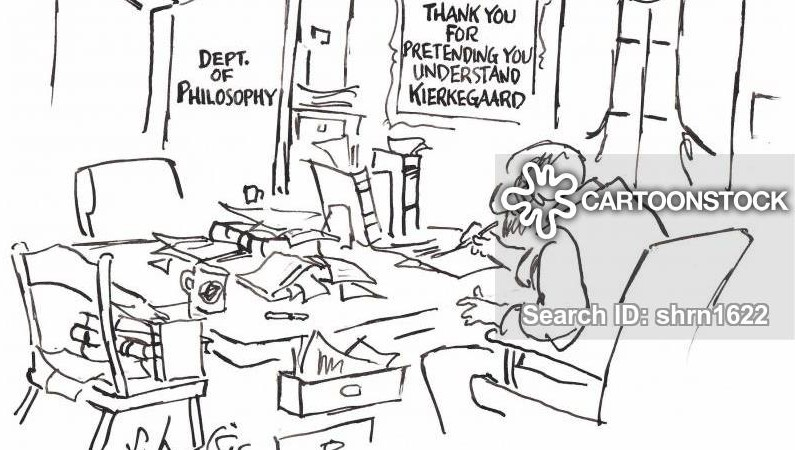 DEPT.
OF
PHILOSOPHY
THANK YOU
FOR
PRETENDING YOU
UNDERSTAND
KIERKEGAARD
CARTOONSTOCK
Search ID: shrn1622